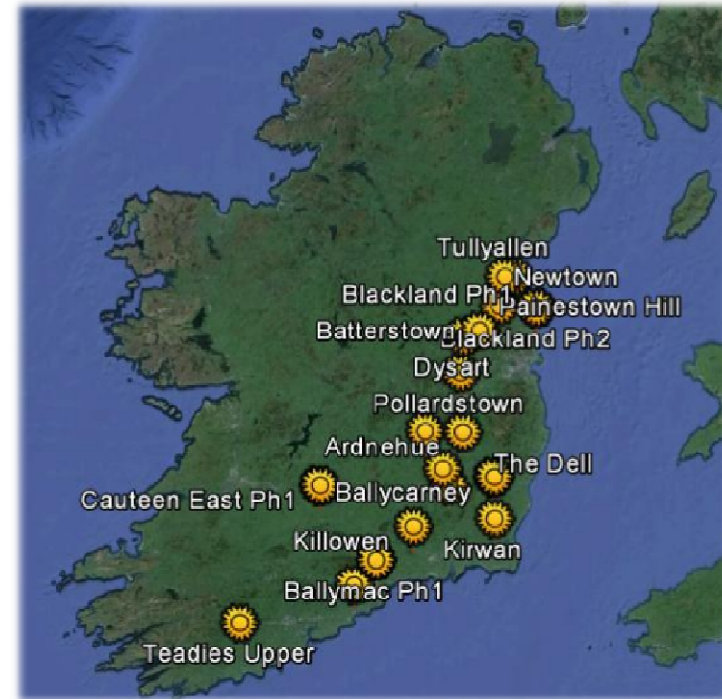 Tullyallen
Newtown
Blackland Ph1
Painestown Hill
Batterstown
Blackland Ph2
Dysart
Pollardstown
Ardnehue
The Dell
Cauteen East Ph1
Ballycarney
Killowen
Kirwan
Ballymac Ph1
Teadies Upper